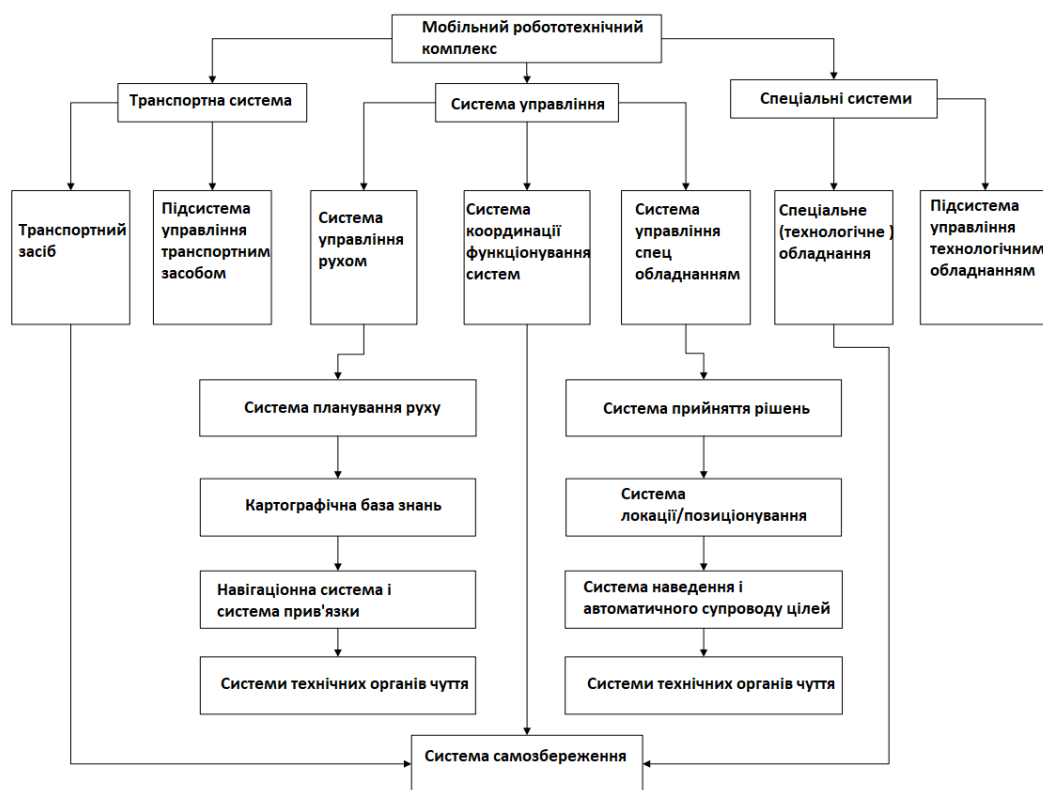 Мобільний робототехнічний
комплекс
Транспортна система
Система управління
Спеціальні системи
Транспортний
засіб
Підсистема
управління
транспортним
засобом
Система
управління
рухом
Система
координації
функціонування
систем
Система
управління
спец
обладнанням
Спеціальне
(технологічне )
обладнання
Підсистема
управління
технологічним
обладнанням
Система планування руху
Система прийняття рішень
Картографічна база знань
Система
локації/позиціонування
Навігаціонна система і
система прив'язки
Система наведення і
автоматичного супроводу цілей
Системи технічних органів чуття
Системи технічних органів чуття
Система самозбереження